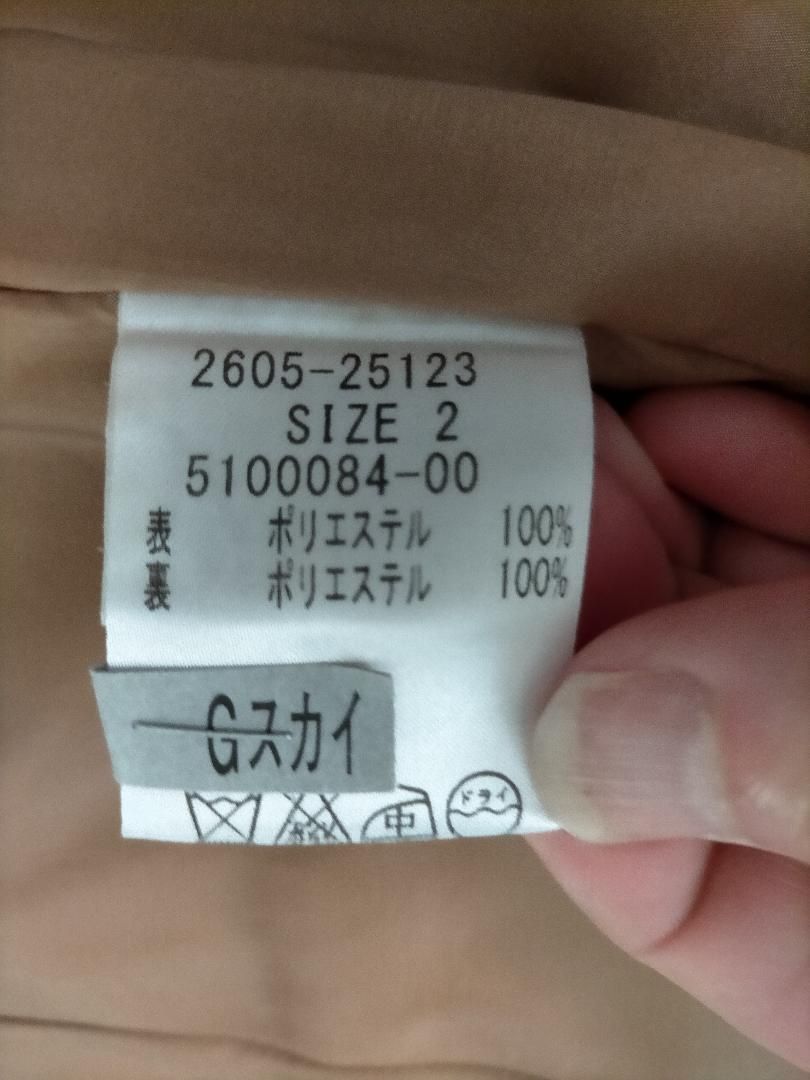 2605-25123
SIZE 2
5100084-00
表 ポリエステル 100%
裏 ポリエステル 100%
Gスカイ
中 ドライ